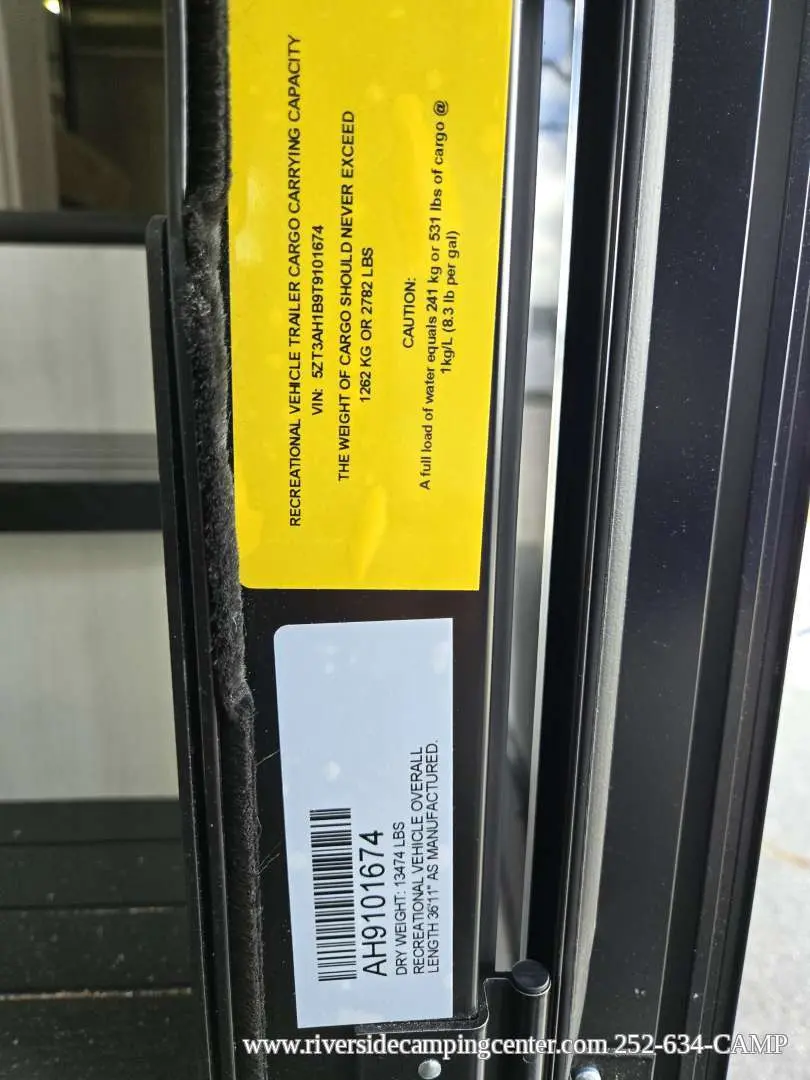 RECREATIONAL VEHICLE TRAILER CARGO CARRYING CAPACITY
VIN: 5ZT3AH1B9T9101674
THE WEIGHT OF CARGO SHOULD NEVER EXCEED
1262 KG OR 2782 LBS
CAUTION:
A full load of water equals 241 kg or 531 lbs of cargo @
1kg/L (8.3 lb per gal)
AH9101674
DRY WEIGHT: 13474 LBS
RECREATIONAL VEHICLE OVERALL
LENGTH 36'11" AS MANUFACTURED.
www.riversidecampingcenter.com 252-634-CAMP